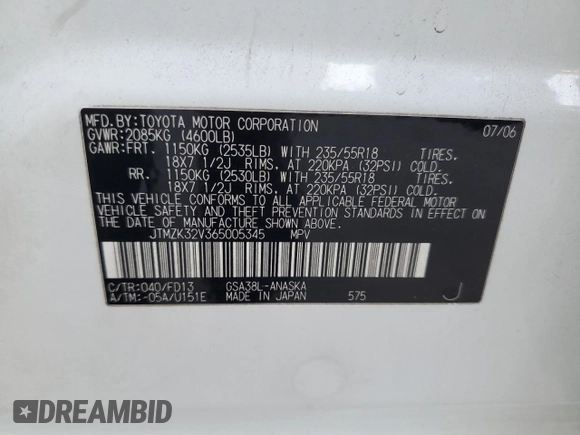 MFD. BY: TOYOTA MOTOR CORPORATION 07/06
GVWR: 2085KG (4600LB)
GAWR: FRT. 1150KG (2535LB) WITH 235/55R18 TIRES.
18X7 1/2J RIMS. AT 220KPA (32PSI) COLD.
RR. 1150KG (2530LB) WITH 235/55R18 TIRES.
18X7 1/2J RIMS. AT 220KPA (32PSI) COLD.
THIS VEHICLE CONFORMS TO ALL APPLICABLE FEDERAL MOTOR
VEHICLE SAFETY AND THEFT PREVENTION STANDARDS IN EFFECT ON
THE DATE OF MANUFACTURE SHOWN ABOVE.
JTMZK32V365005345 MPV
C/TR: 040/FD13 GSA38L-ANASKA
A/TM: -05A/U151E MADE IN JAPAN 575 J
DREAMBID